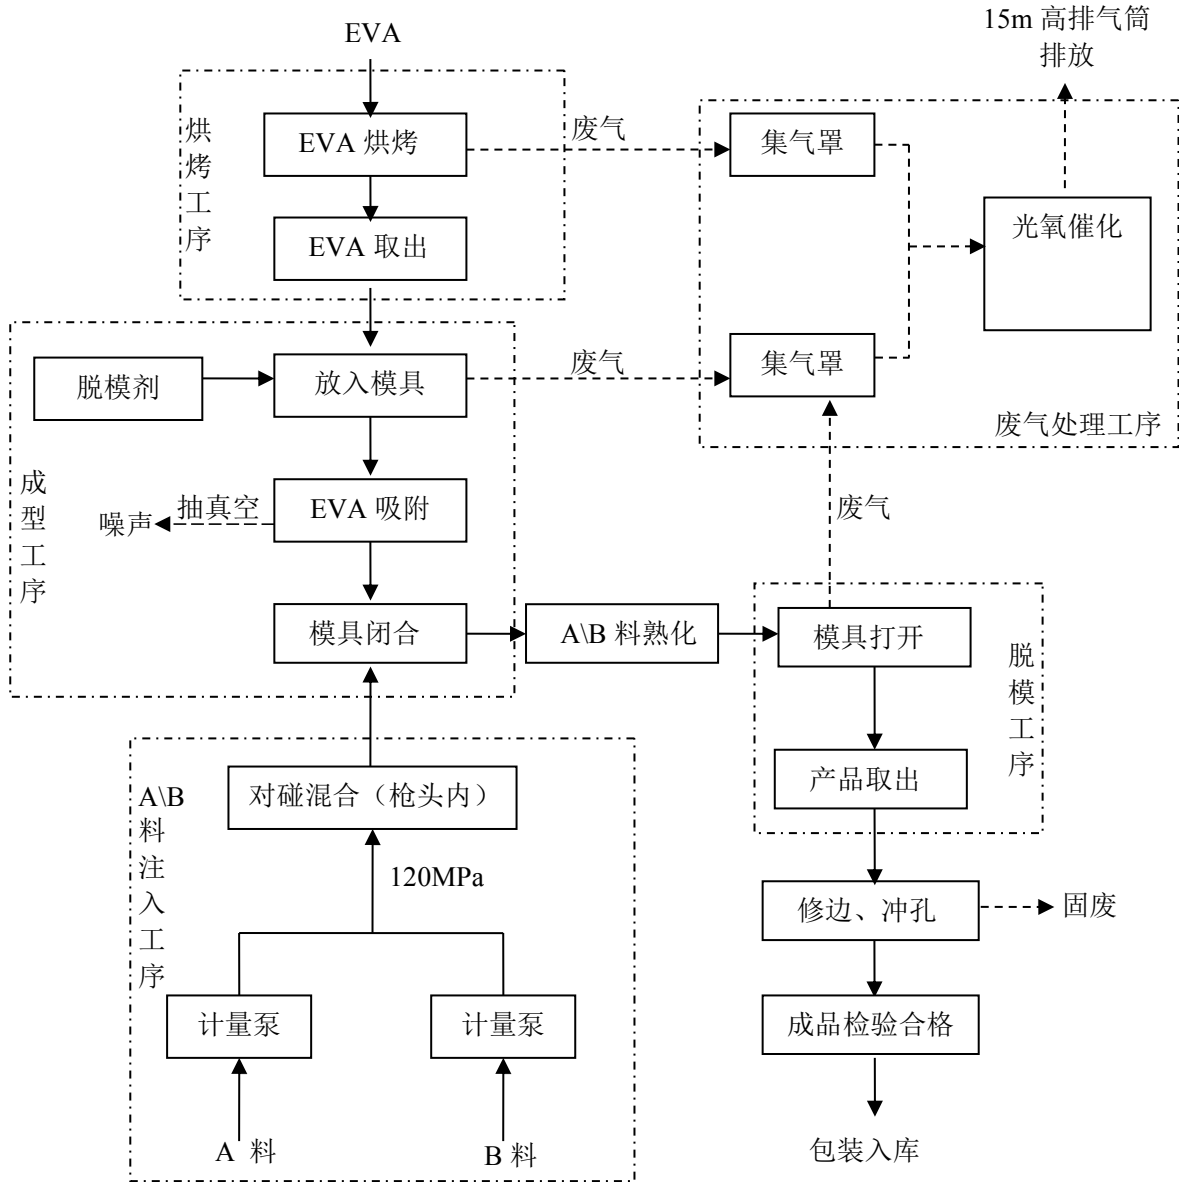 EVA
15m 高排气筒
排放
烘烤工序
EVA 烘烤
废气
集气罩
EVA 取出
光氧催化
脱模剂
放入模具
废气
集气罩
废气处理工序
成型工序
噪声
抽真空
EVA 吸附
废气
模具闭合
A\B 料熟化
模具打开
脱模工序
产品取出
A\B
料注入工序
对碰混合（枪头内）
120MPa
修边、冲孔
固废
计量泵
计量泵
成品检验合格
A 料
B 料
包装入库